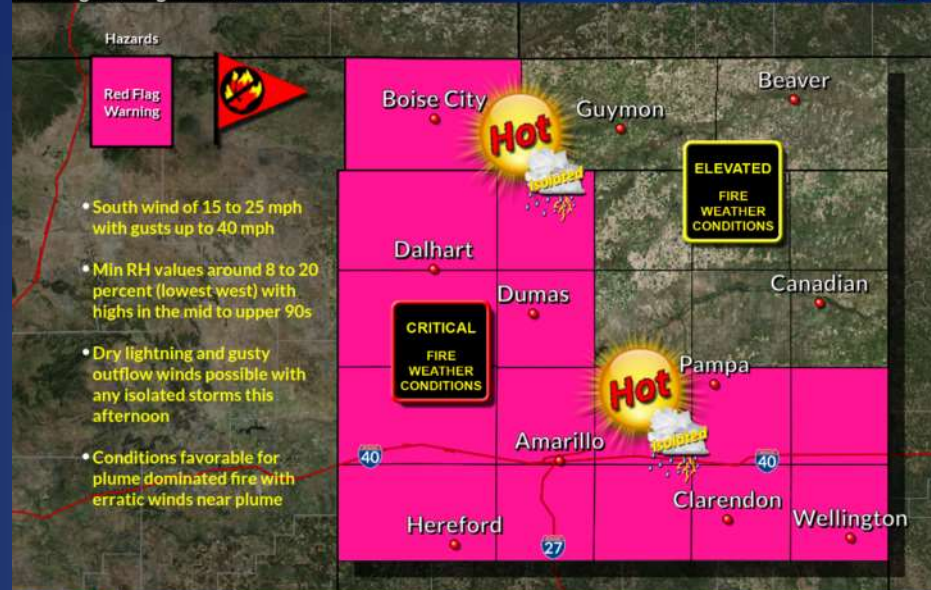 Hazards
Red Flag
Warning
• South wind of 15 to 25 mph
with gusts up to 40 mph
• Min RH values around 8 to 20
percent (lowest west) with
highs in the mid to upper 90s
• Dry lightning and gusty
outflow winds possible with
any isolated storms this
afternoon
• Conditions favorable for
plume dominated fire with
erratic winds near plume
Boise City
Hot
isolated
Guymon
Beaver
ELEVATED
FIRE
WEATHER
CONDITIONS
Dalhart
Dumas
Canadian
CRITICAL
FIRE
WEATHER
CONDITIONS
Hot
isolated
Pampa
40
Amarillo
40
Hereford
27
Clarendon
Wellington